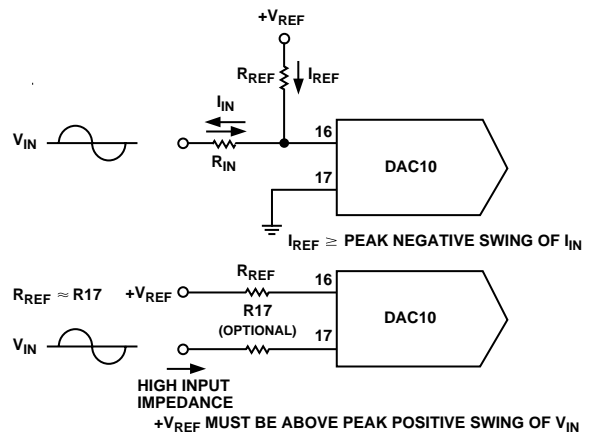 +VREF
RREF
IREF
IIN
VIN
RIN
16
17
DAC10
IREF ≥ PEAK NEGATIVE SWING OF IIN
RREF ≈ R17
+VREF
RREF
16
R17
(OPTIONAL)
17
DAC10
VIN
HIGH INPUT
IMPEDANCE
+VREF MUST BE ABOVE PEAK POSITIVE SWING OF VIN